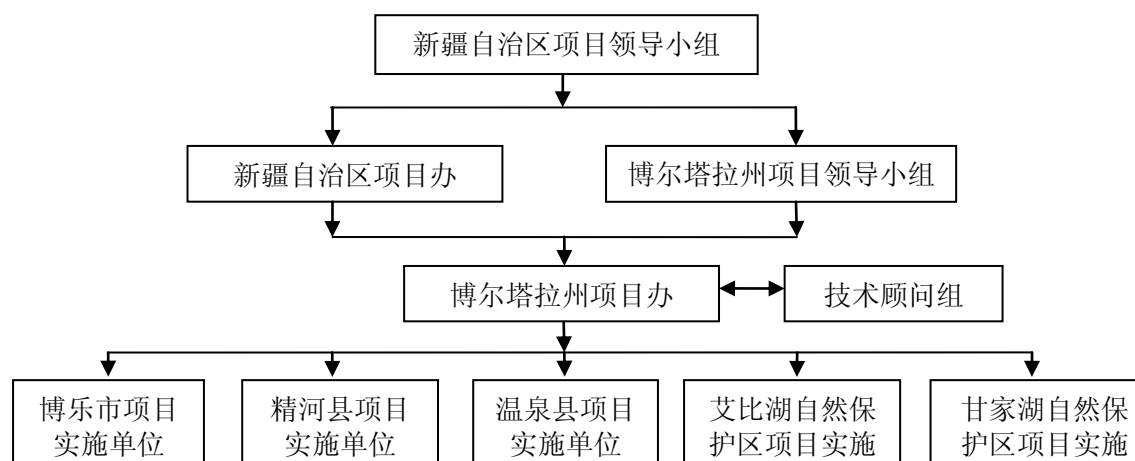 新疆自治区项目领导小组
新疆自治区项目办
博尔塔拉州项目领导小组
博尔塔拉州项目办
技术顾问组
博乐市项目
实施单位
精河县项目
实施单位
温泉县项目
实施单位
艾比湖自然保
护区项目实施
甘家湖自然保
护区项目实施